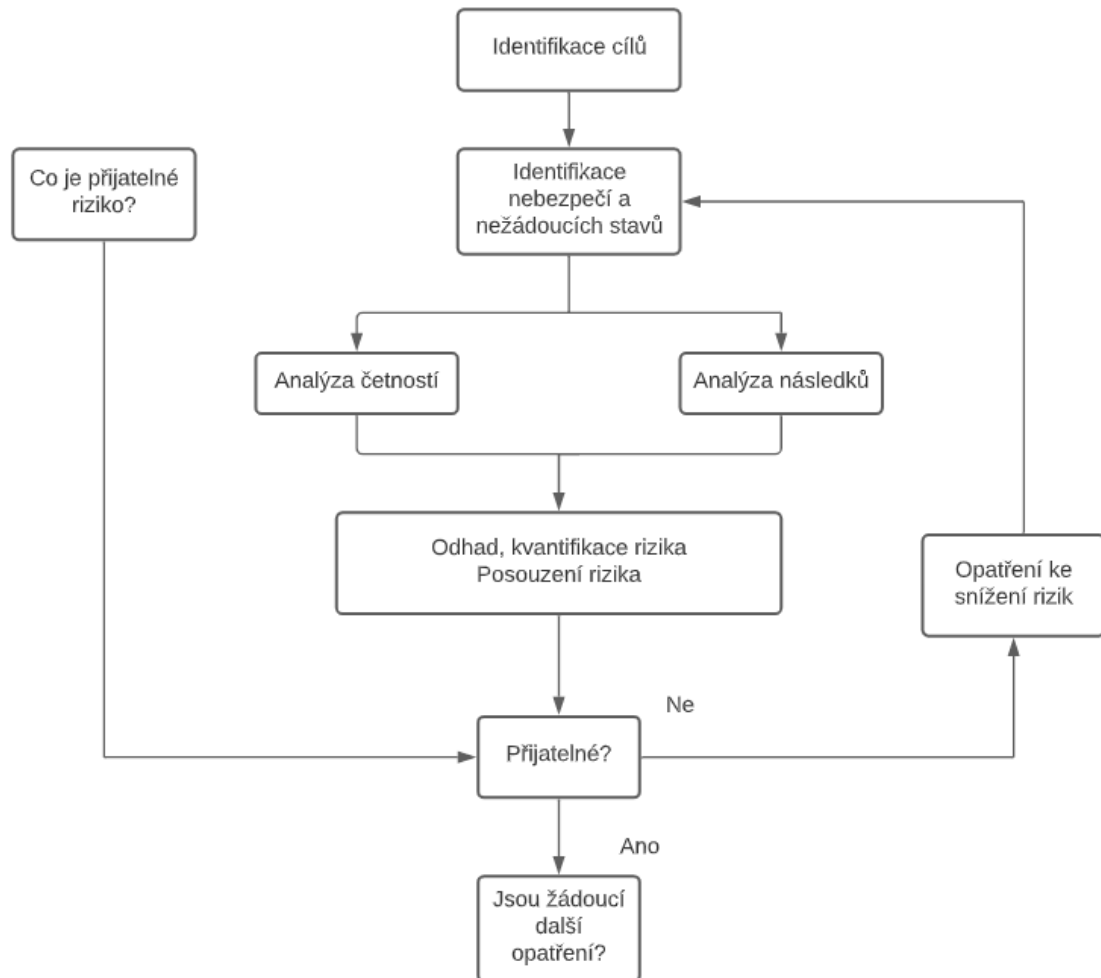 Identifikace cílů
Co je přijatelné
riziko?
Identifikace
nebezpečí a
nežádoucích stavů
Analýza četností
Analýza následků
Odhad, kvantifikace rizika
Posouzení rizika
Opatření ke
snížení rizik
Ne
Přijatelné?
Ano
Jsou žádoucí
další
opatření?